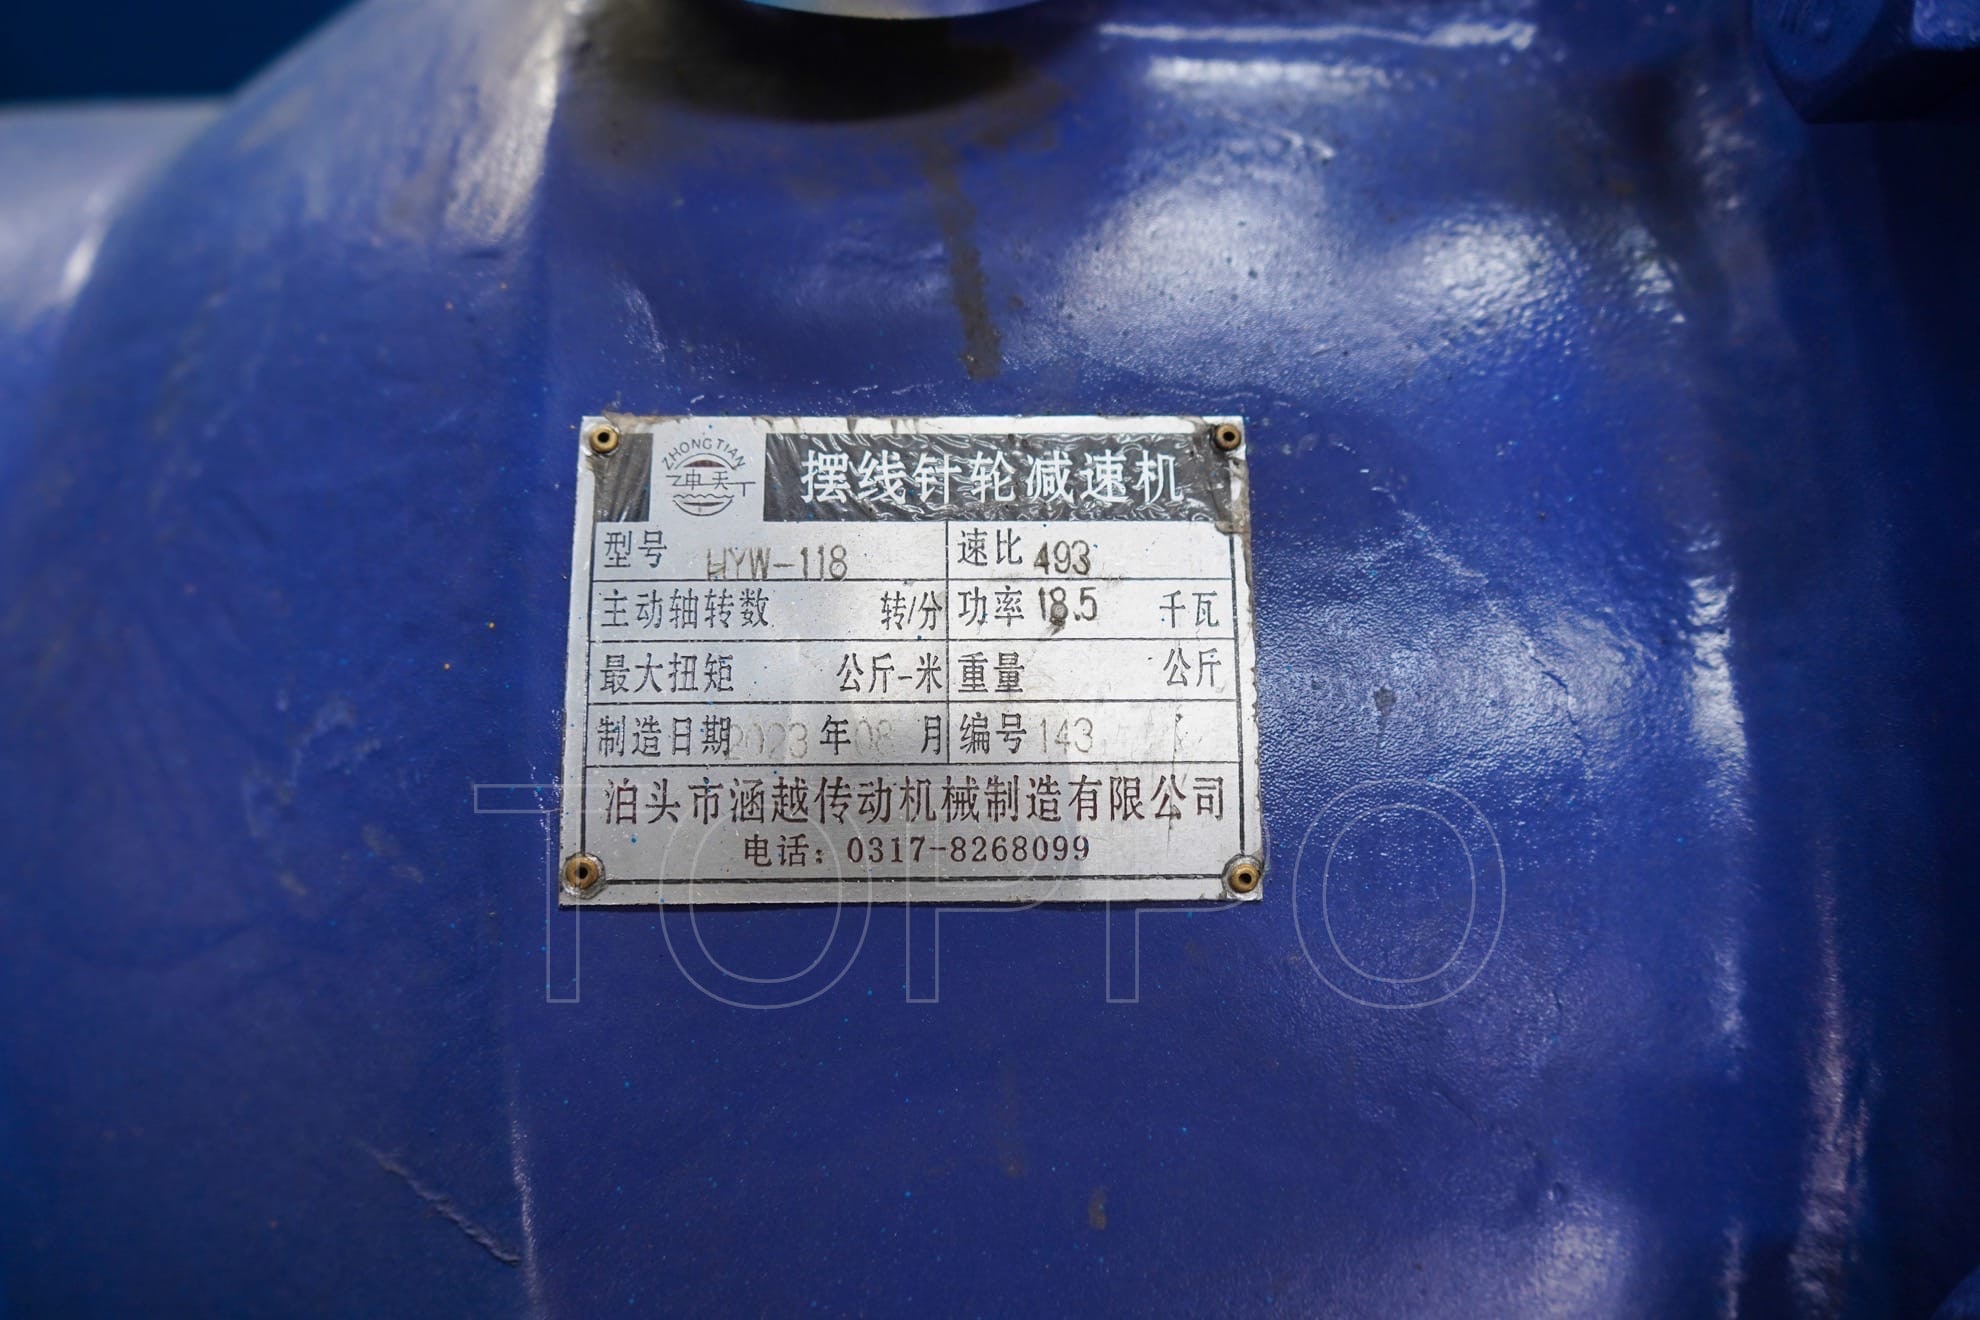 ZHONG TIAN
Z中天T
摆线针轮减速机
型号 HYW-118 速比 493
主动轴转数 转/分 功率 18.5 千瓦
最大扭矩 公斤-米 重量 公斤
制造日期 2023 年 08 月 编号 143
泊头市涵越传动机械制造有限公司
电话：0317-8268099
TOPPO